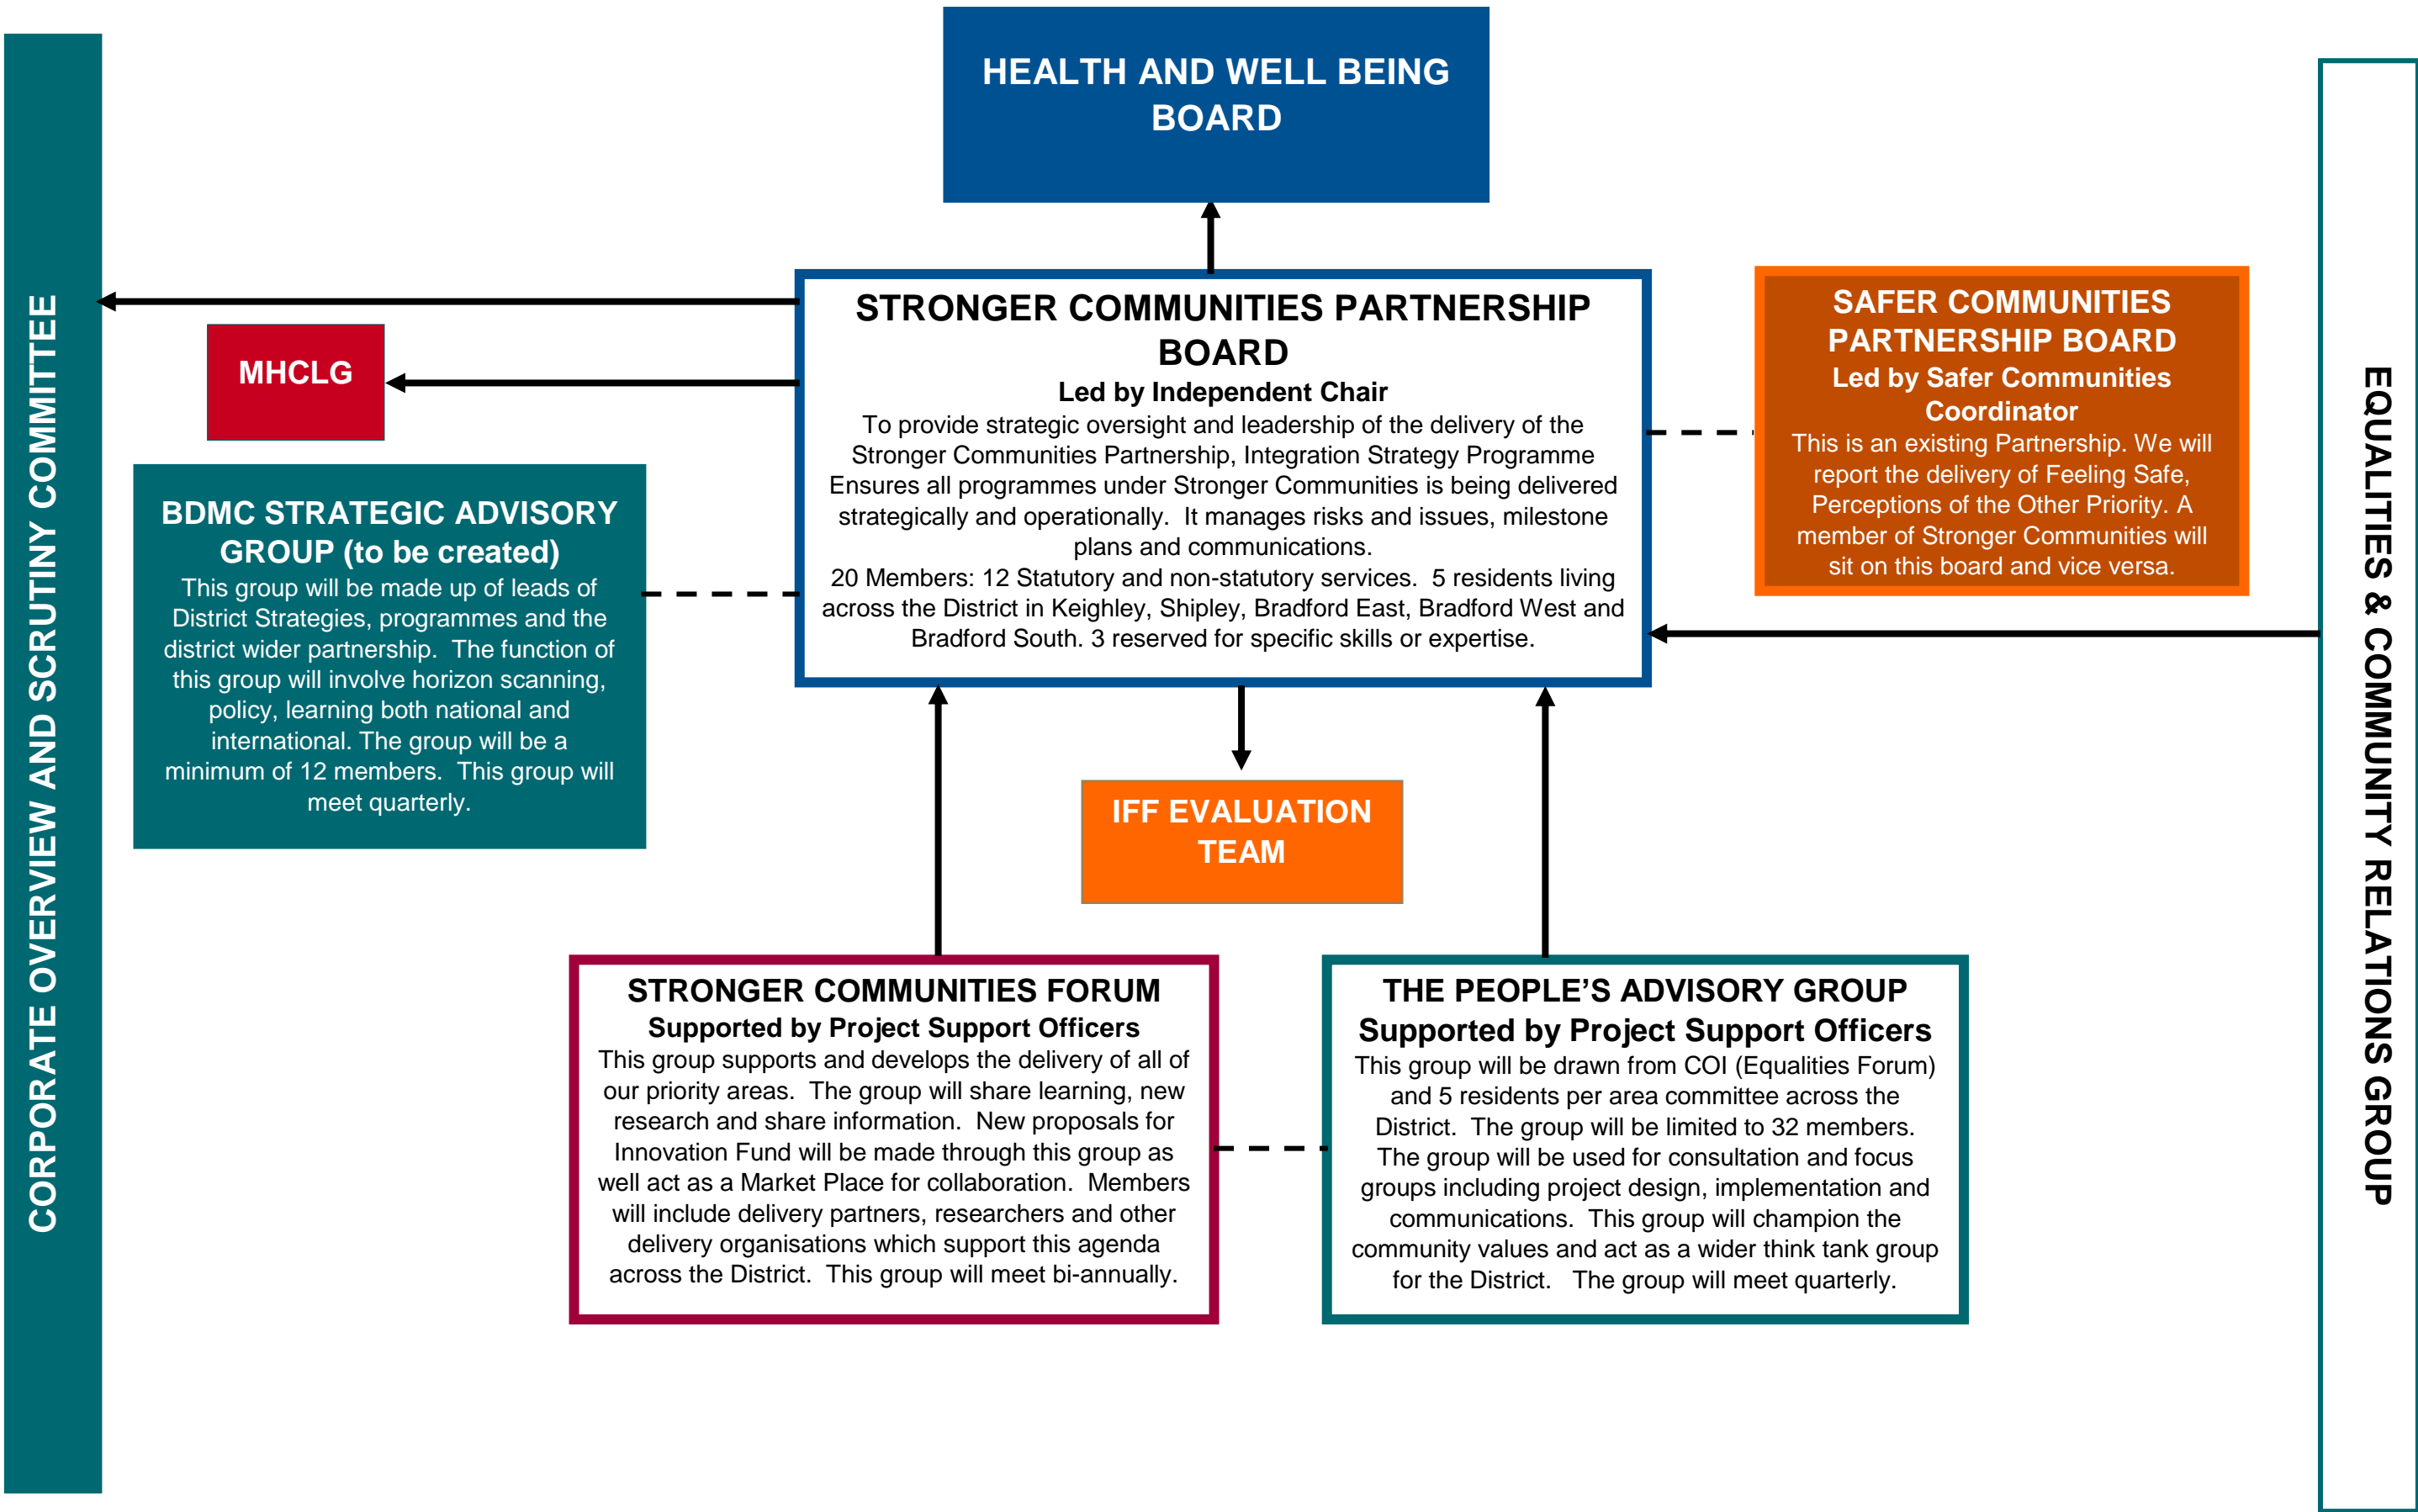 HEALTH AND WELL BEING
BOARD
CORPORATE OVERVIEW AND SCRUTINY COMMITTEE
MHCLG
STRONGER COMMUNITIES PARTNERSHIP
BOARD
Led by Independent Chair
To provide strategic oversight and leadership of the delivery of the
Stronger Communities Partnership, Integration Strategy Programme
Ensures all programmes under Stronger Communities is being delivered
strategically and operationally. It manages risks and issues, milestone
plans and communications.
20 Members: 12 Statutory and non-statutory services. 5 residents living
across the District in Keighley, Shipley, Bradford East, Bradford West and
Bradford South. 3 reserved for specific skills or expertise.
SAFER COMMUNITIES
PARTNERSHIP BOARD
Led by Safer Communities
Coordinator
This is an existing Partnership. We will
report the delivery of Feeling Safe,
Perceptions of the Other Priority. A
member of Stronger Communities will
sit on this board and vice versa.
EQUALITIES & COMMUNITY RELATIONS GROUP
BDMC STRATEGIC ADVISORY
GROUP (to be created)
This group will be made up of leads of
District Strategies, programmes and the
district wider partnership. The function of
this group will involve horizon scanning,
policy, learning both national and
international. The group will be a
minimum of 12 members. This group will
meet quarterly.
IFF EVALUATION
TEAM
STRONGER COMMUNITIES FORUM
Supported by Project Support Officers
This group supports and develops the delivery of all of
our priority areas. The group will share learning, new
research and share information. New proposals for
Innovation Fund will be made through this group as
well act as a Market Place for collaboration. Members
will include delivery partners, researchers and other
delivery organisations which support this agenda
across the District. This group will meet bi-annually.
THE PEOPLE'S ADVISORY GROUP
Supported by Project Support Officers
This group will be drawn from COI (Equalities Forum)
and 5 residents per area committee across the
District. The group will be limited to 32 members.
The group will be used for consultation and focus
groups including project design, implementation and
communications. This group will champion the
community values and act as a wider think tank group
for the District. The group will meet quarterly.